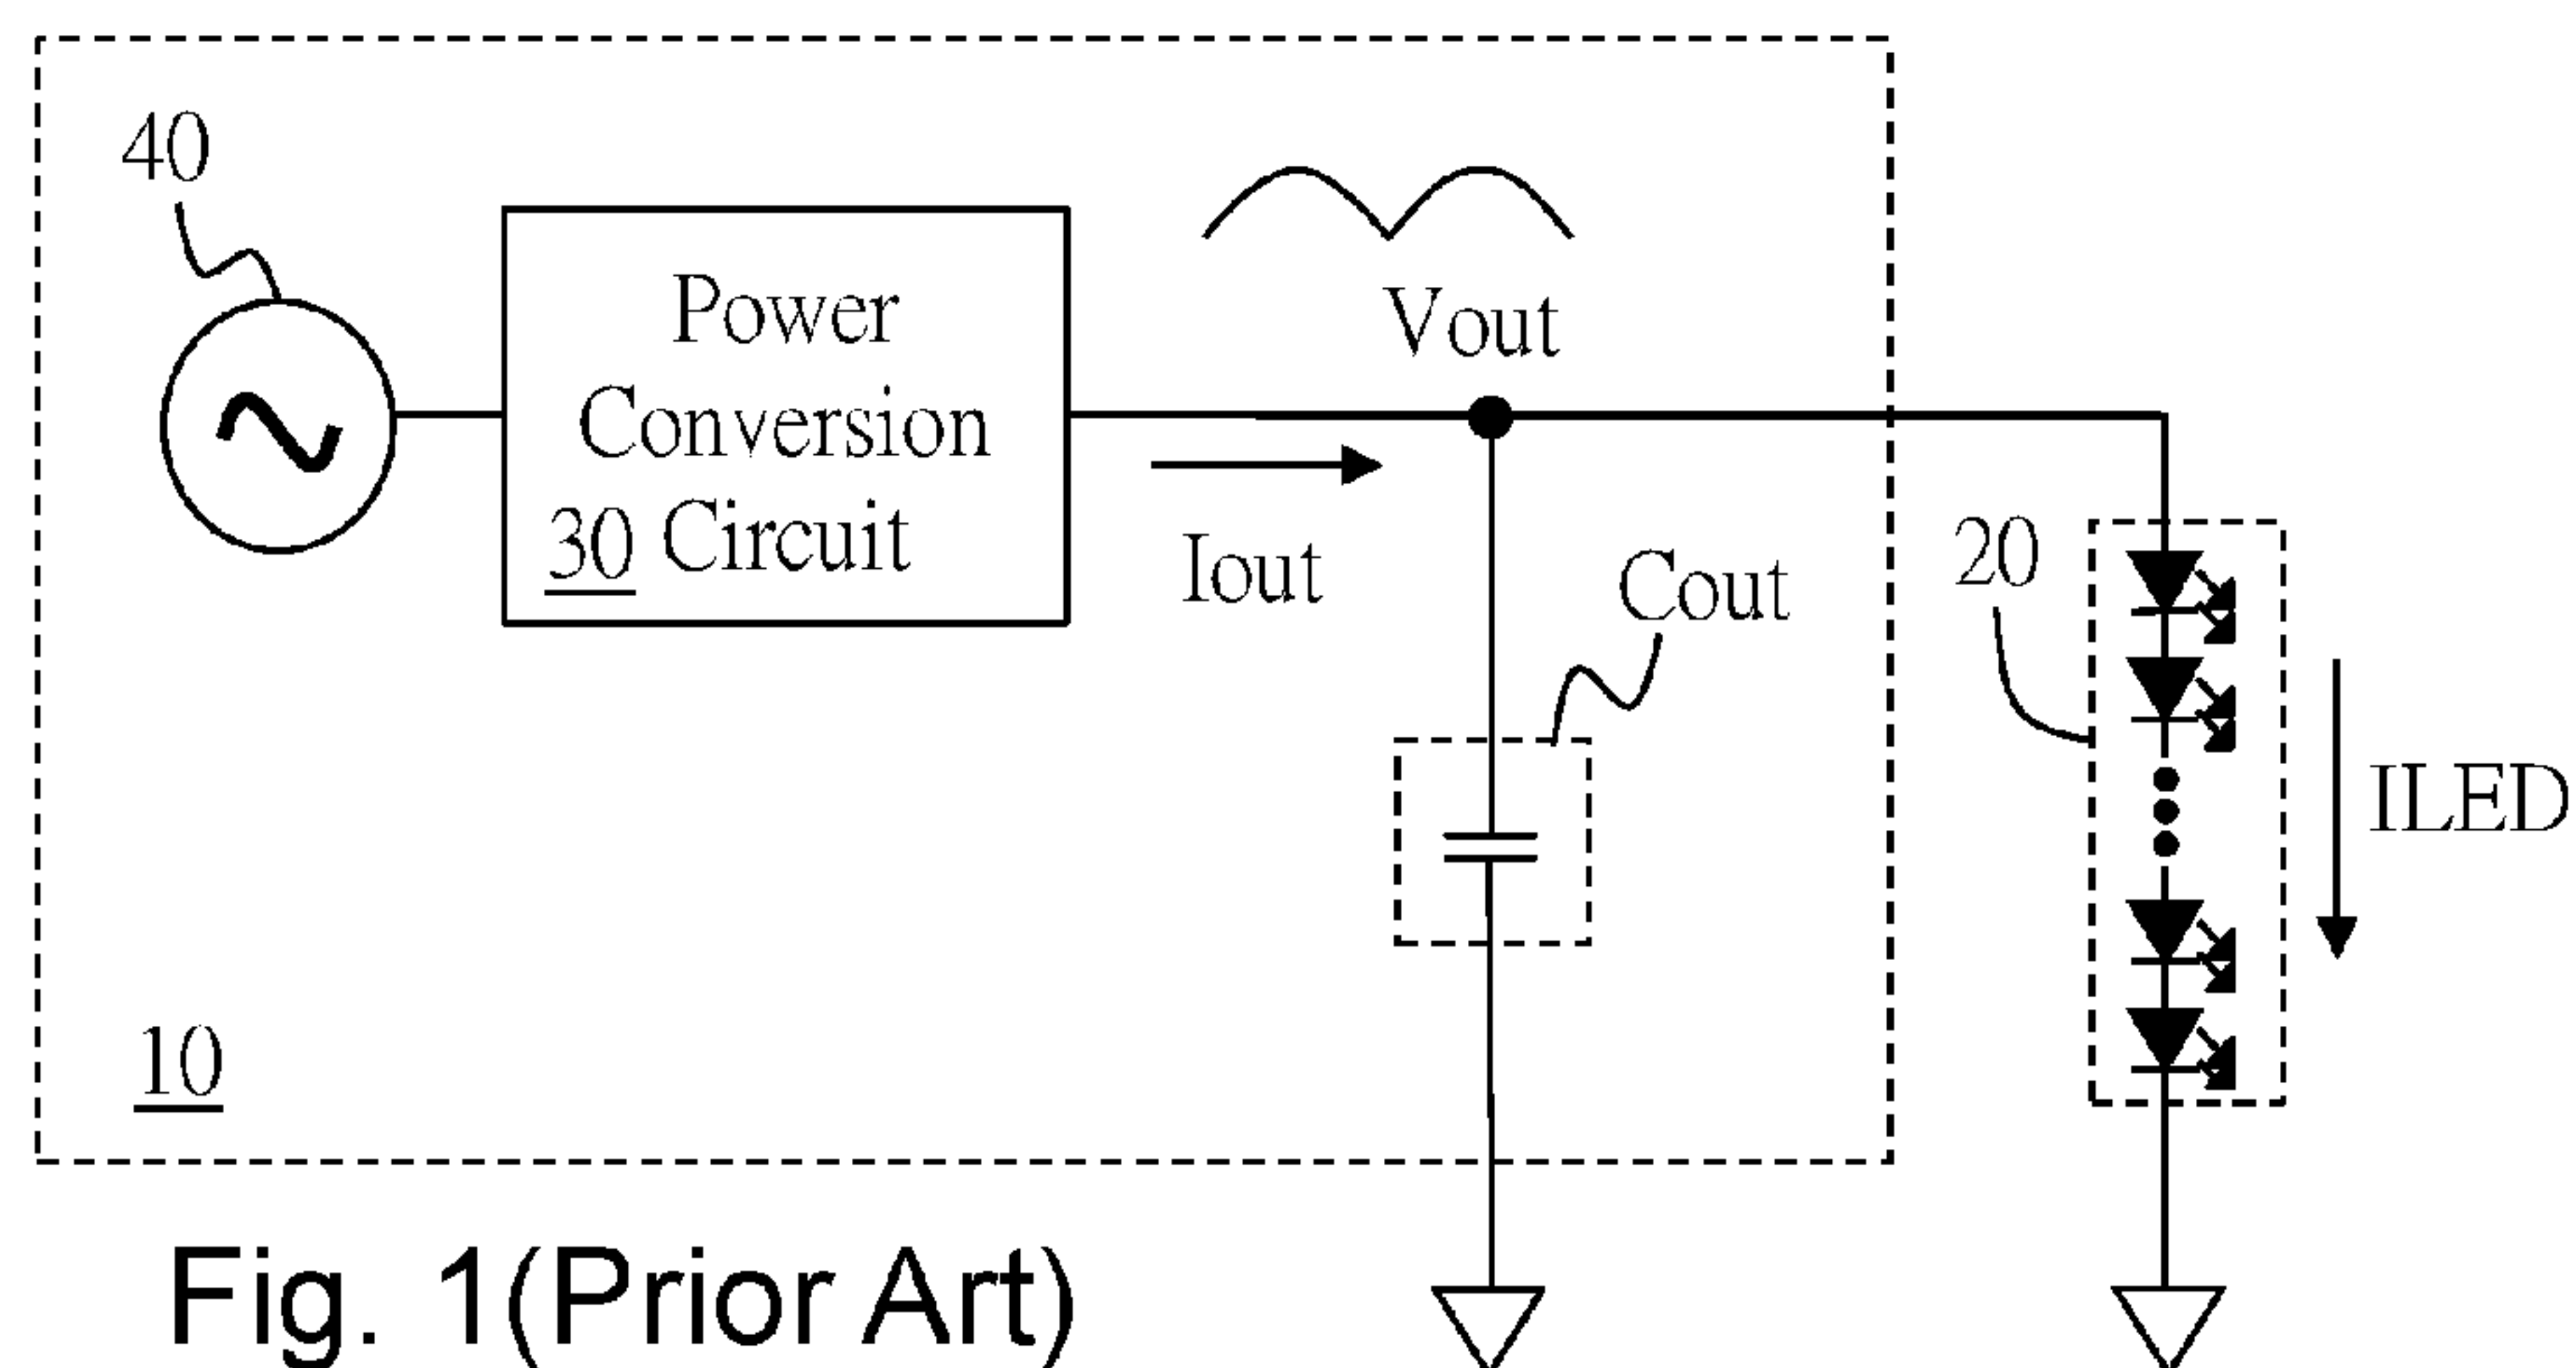 40
Power
Conversion
30 Circuit
Vout
Iout
Cout
20
ILED
10
Fig. 1(Prior Art)